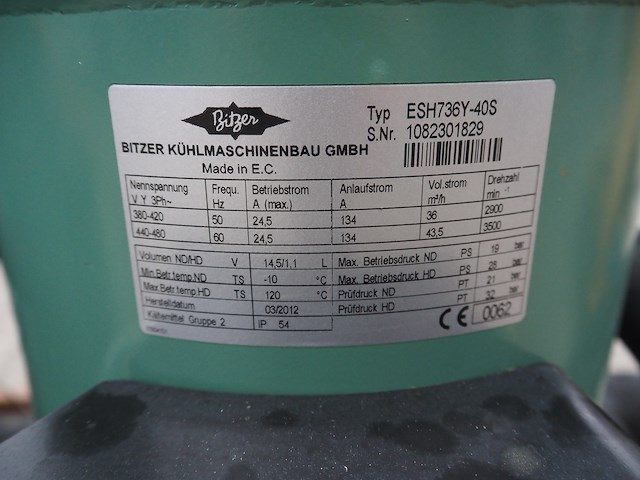 Bitzer
BITZER KÜHLMASCHINENBAU GMBH
Made in E.C.
Typ ESH736Y-40S
S.Nr. 1082301829
Nennspannung Frequ. Betriebstrom Anlaufstrom Vol.strom Drehzahl
V Y 3Ph~ Hz A (max.) A m³/h min -1
380-420 50 24,5 134 36 2900
440-480 60 24,5 134 43,5 3500
Volumen ND/HD V 14,5/1,1 L Max. Betriebsdruck ND PS 19 bar
Min.Betr.temp.ND TS -10 °C Max. Betriebsdruck HD PS 28 bar
Max.Betr.temp.HD TS 120 °C Prüfdruck ND PT 21 bar
Herstelldatum 03/2012 Prüfdruck HD PT 32 bar
Kältemittel Gruppe 2 IP 54 CE 0062